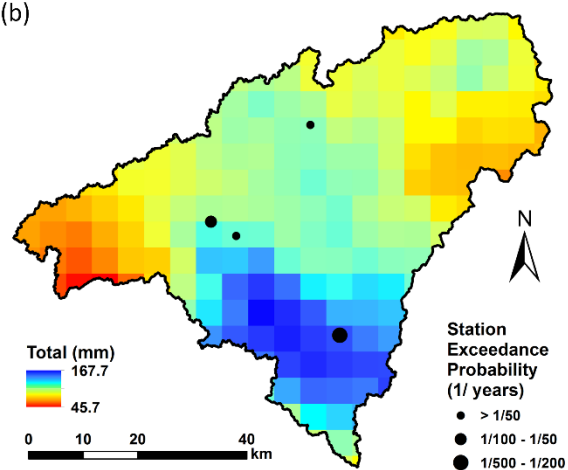 (b)
N
Total (mm)
167.7
45.7
0 10 20 40
km
Station
Exceedance
Probability
(1/ years)
> 1/50
1/100 - 1/50
1/500 - 1/200